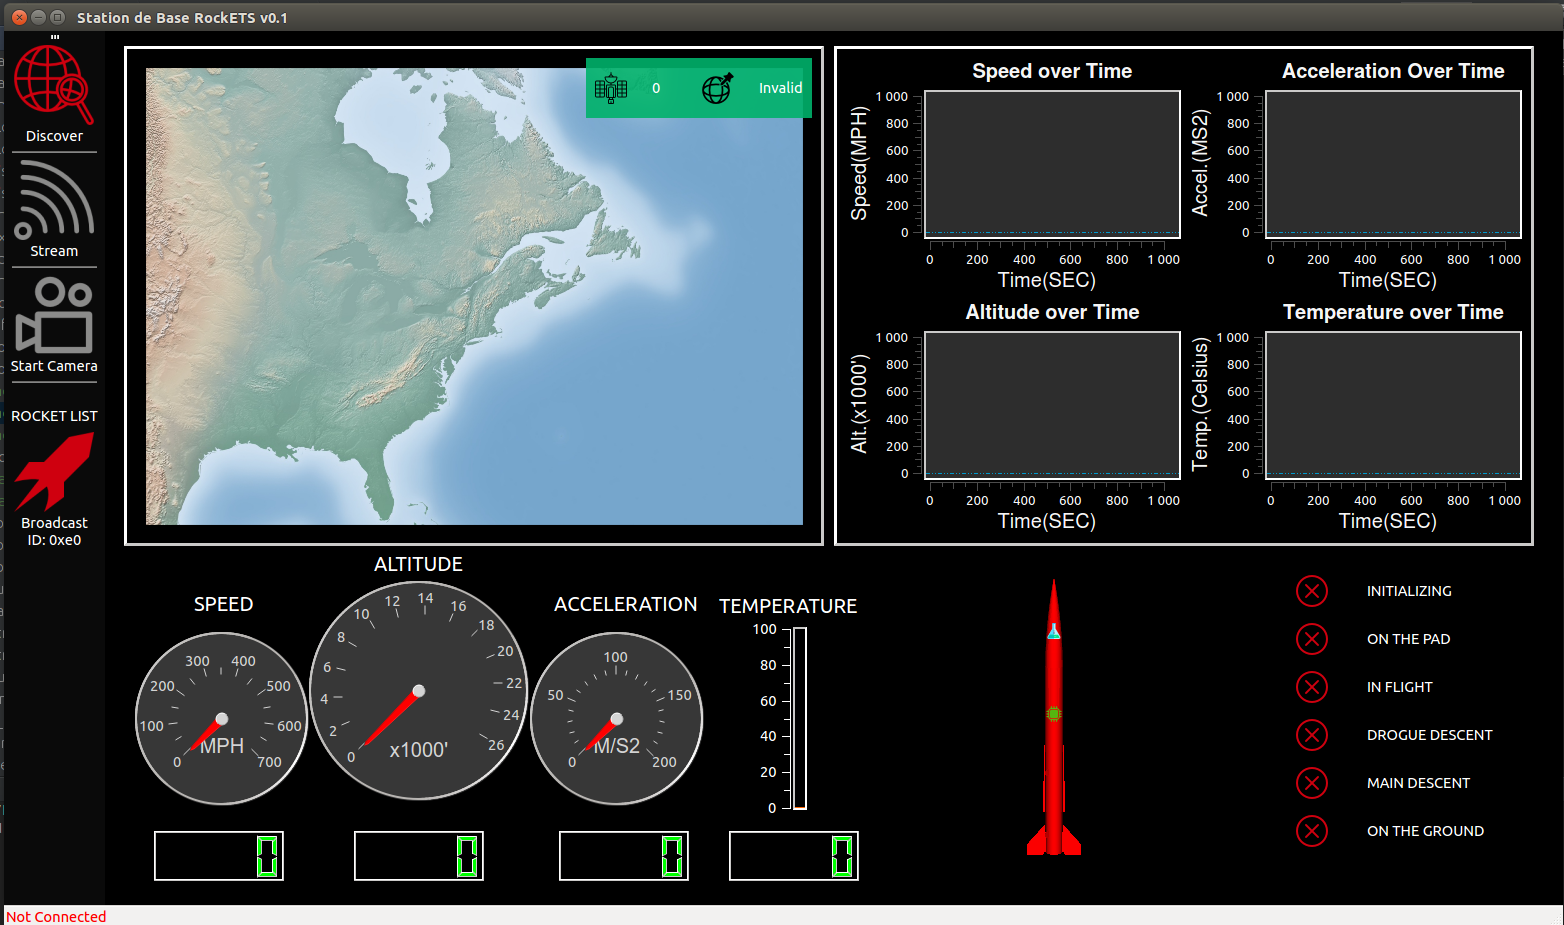 Station de Base RockETS v0.1
Discover
Stream
Start Camera
ROCKET LIST
Broadcast
ID: 0xe0
0
Invalid
Speed over Time
Speed(MPH)
1 000
800
600
400
200
0
0 200 400 600 800 1 000
Time(SEC)
Acceleration Over Time
Accel.(MS2)
1 000
800
600
400
200
0
0 200 400 600 800 1 000
Time(SEC)
Altitude over Time
Alt.(x1000')
1 000
800
600
400
200
0
0 200 400 600 800 1 000
Time(SEC)
Temperature over Time
Temp.(Celsius)
1 000
800
600
400
200
0
0 200 400 600 800 1 000
Time(SEC)
SPEED
0 100 200 300 400 500 600 700
MPH
0
ALTITUDE
0 2 4 6 8 10 12 14 16 18 20 22 24 26
x1000'
0
ACCELERATION
0 50 100 150 200
M/S2
0
TEMPERATURE
100
80
60
40
20
0
0
INITIALIZING
ON THE PAD
IN FLIGHT
DROGUE DESCENT
MAIN DESCENT
ON THE GROUND
Not Connected